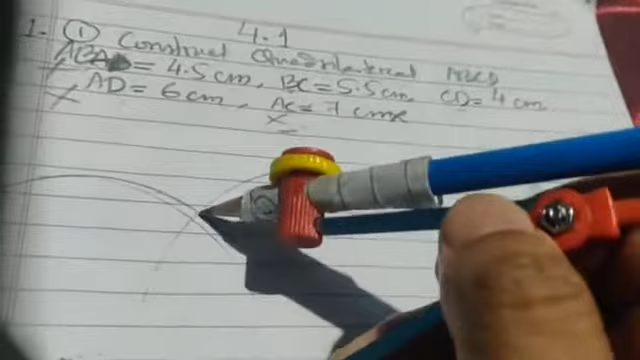 4.1
1- ① Construct Quadrilateral ABCD
AB = 4.5 cm, BC = 5.5 cm, CD = 4 cm
AD = 6 cm, AC = 7 cm